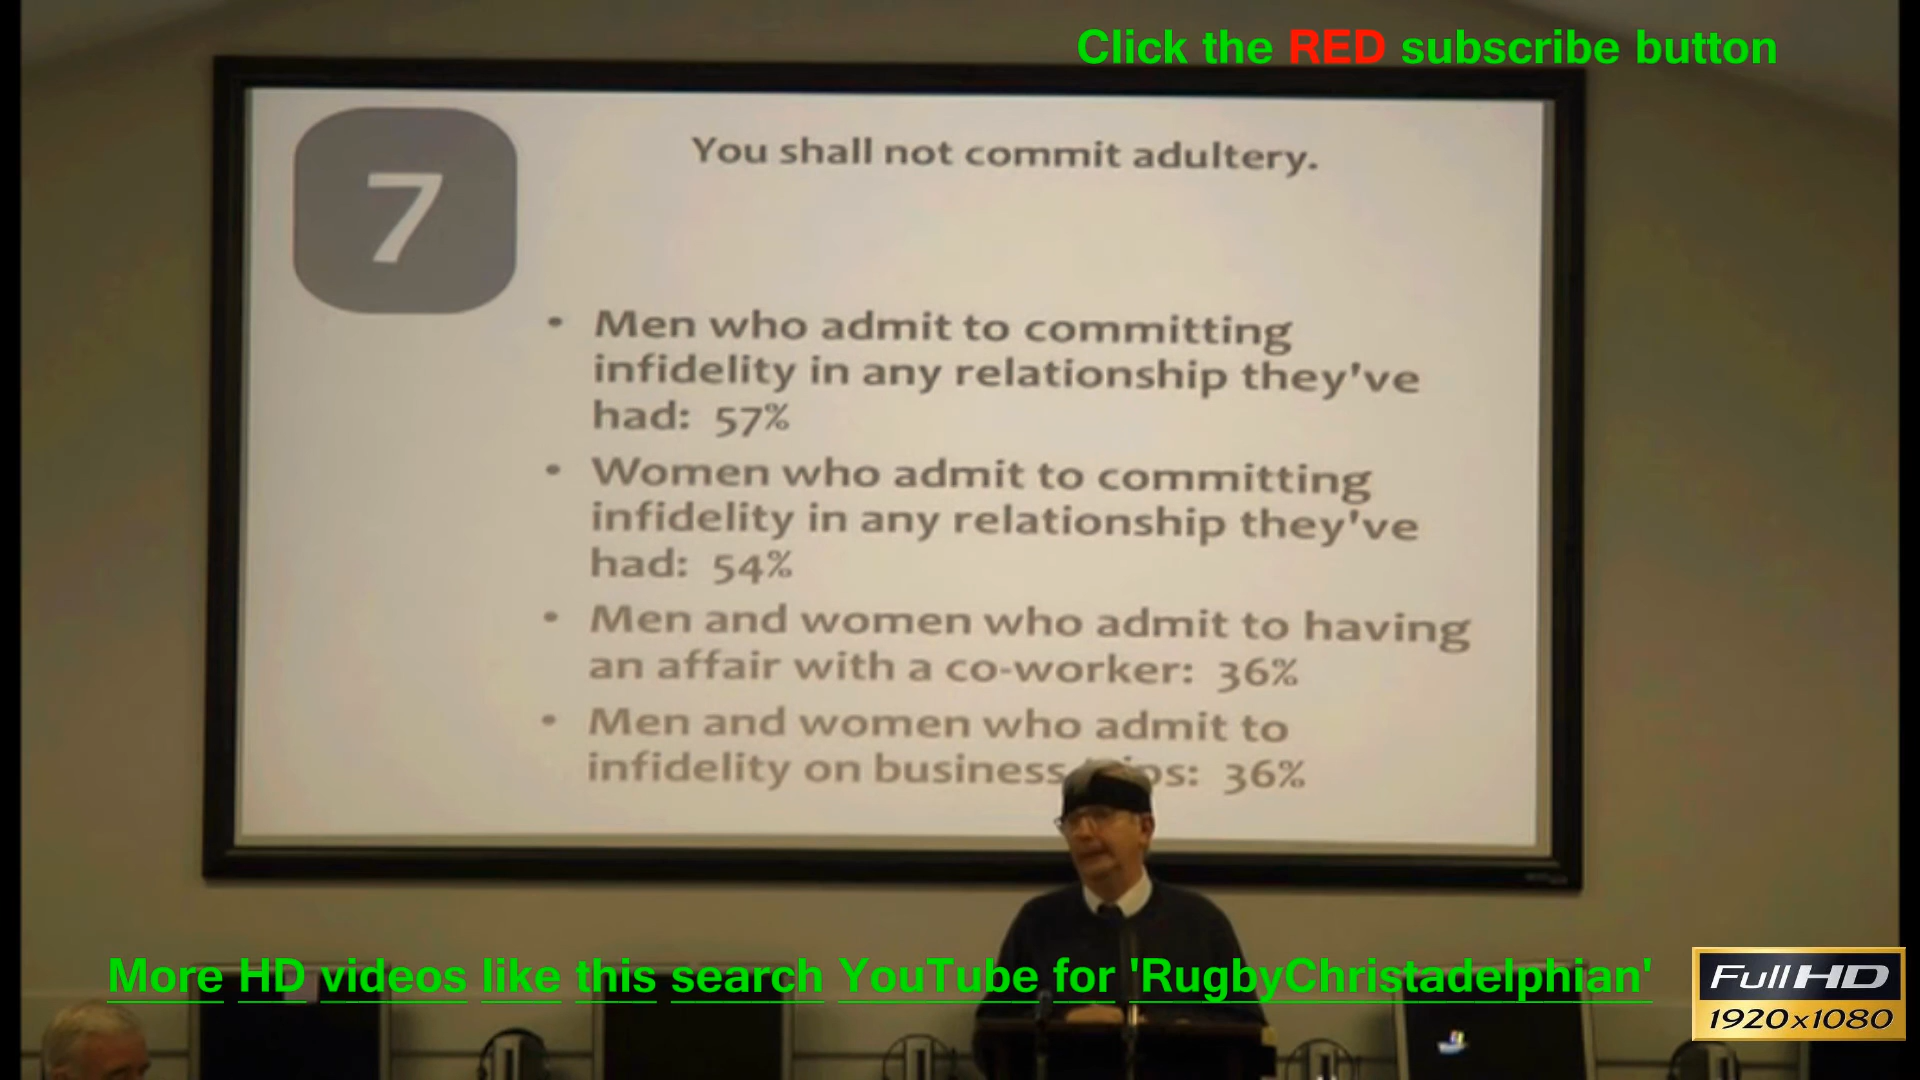 Click the RED subscribe button
7
You shall not commit adultery.
• Men who admit to committing
infidelity in any relationship they've
had: 57%
• Women who admit to committing
infidelity in any relationship they've
had: 54%
• Men and women who admit to having
an affair with a co-worker: 36%
• Men and women who admit to
infidelity on business 36%
More HD videos like this search YouTube for 'RugbyChristadelphian'
Full HD
1920x1080